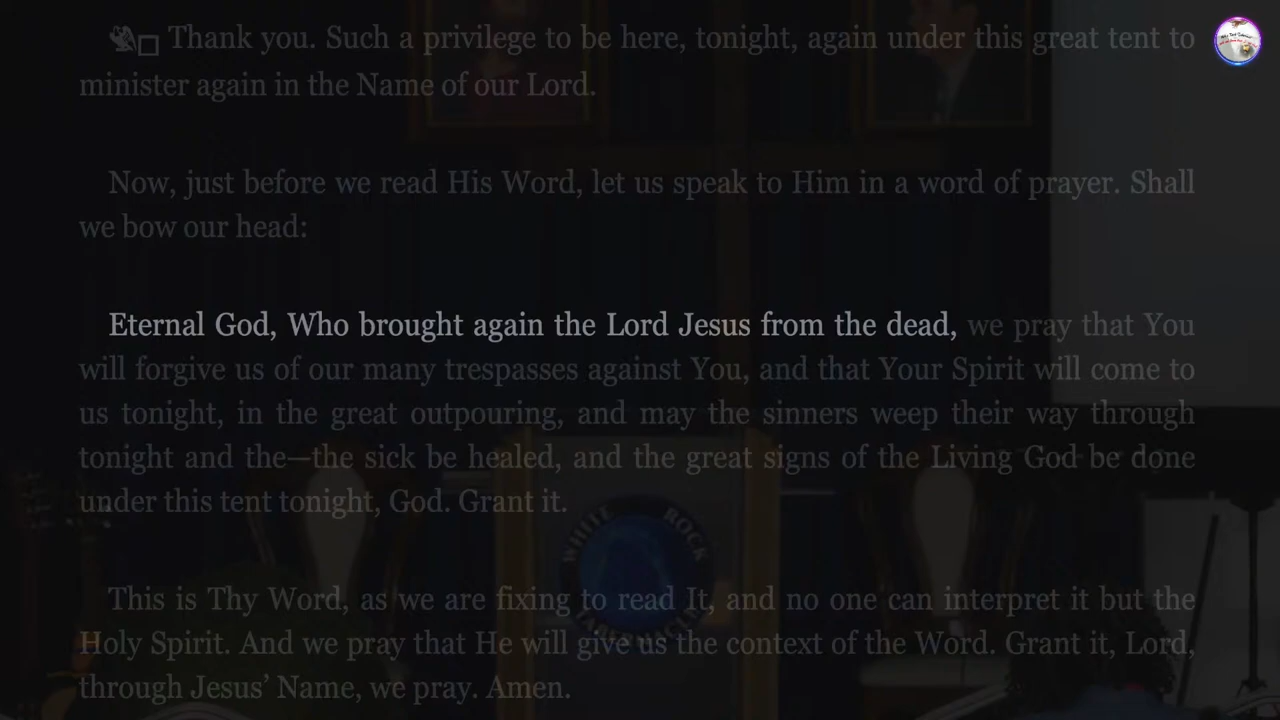 Thank you. Such a privilege to be here, tonight, again under this great tent to
minister again in the Name of our Lord.
Now, just before we read His Word, let us speak to Him in a word of prayer. Shall
we bow our head:
Eternal God, Who brought again the Lord Jesus from the dead, we pray that You
will forgive us of our many trespasses against You, and that Your Spirit will come to
us tonight, in the great outpouring, and may the sinners weep their way through
tonight and the—the sick be healed, and the great signs of the Living God be done
under this tent tonight, God. Grant it.
WHITE ROCK
TABERNACLE
This is Thy Word, as we are fixing to read It, and no one can interpret it but the
Holy Spirit. And we pray that He will give us the context of the Word. Grant it, Lord,
through Jesus’ Name, we pray. Amen.